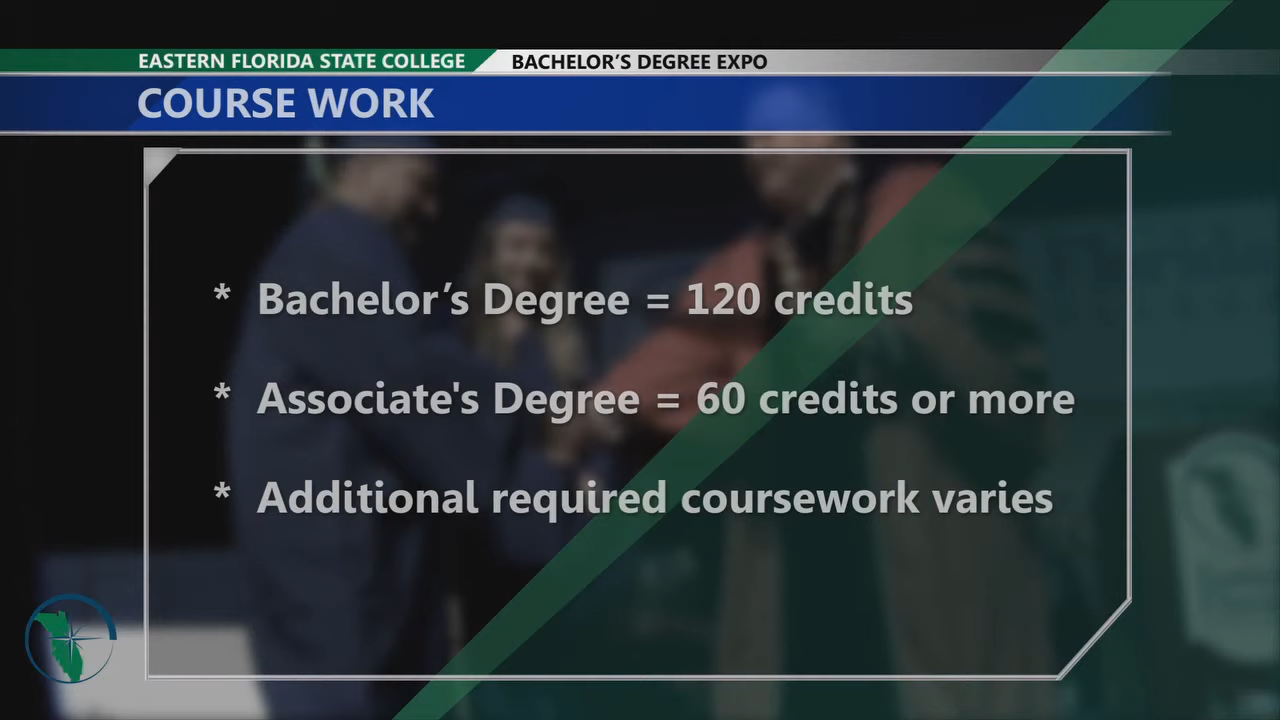 EASTERN FLORIDA STATE COLLEGE BACHELOR’S DEGREE EXPO
COURSE WORK
* Bachelor’s Degree = 120 credits
* Associate's Degree = 60 credits or more
* Additional required coursework varies